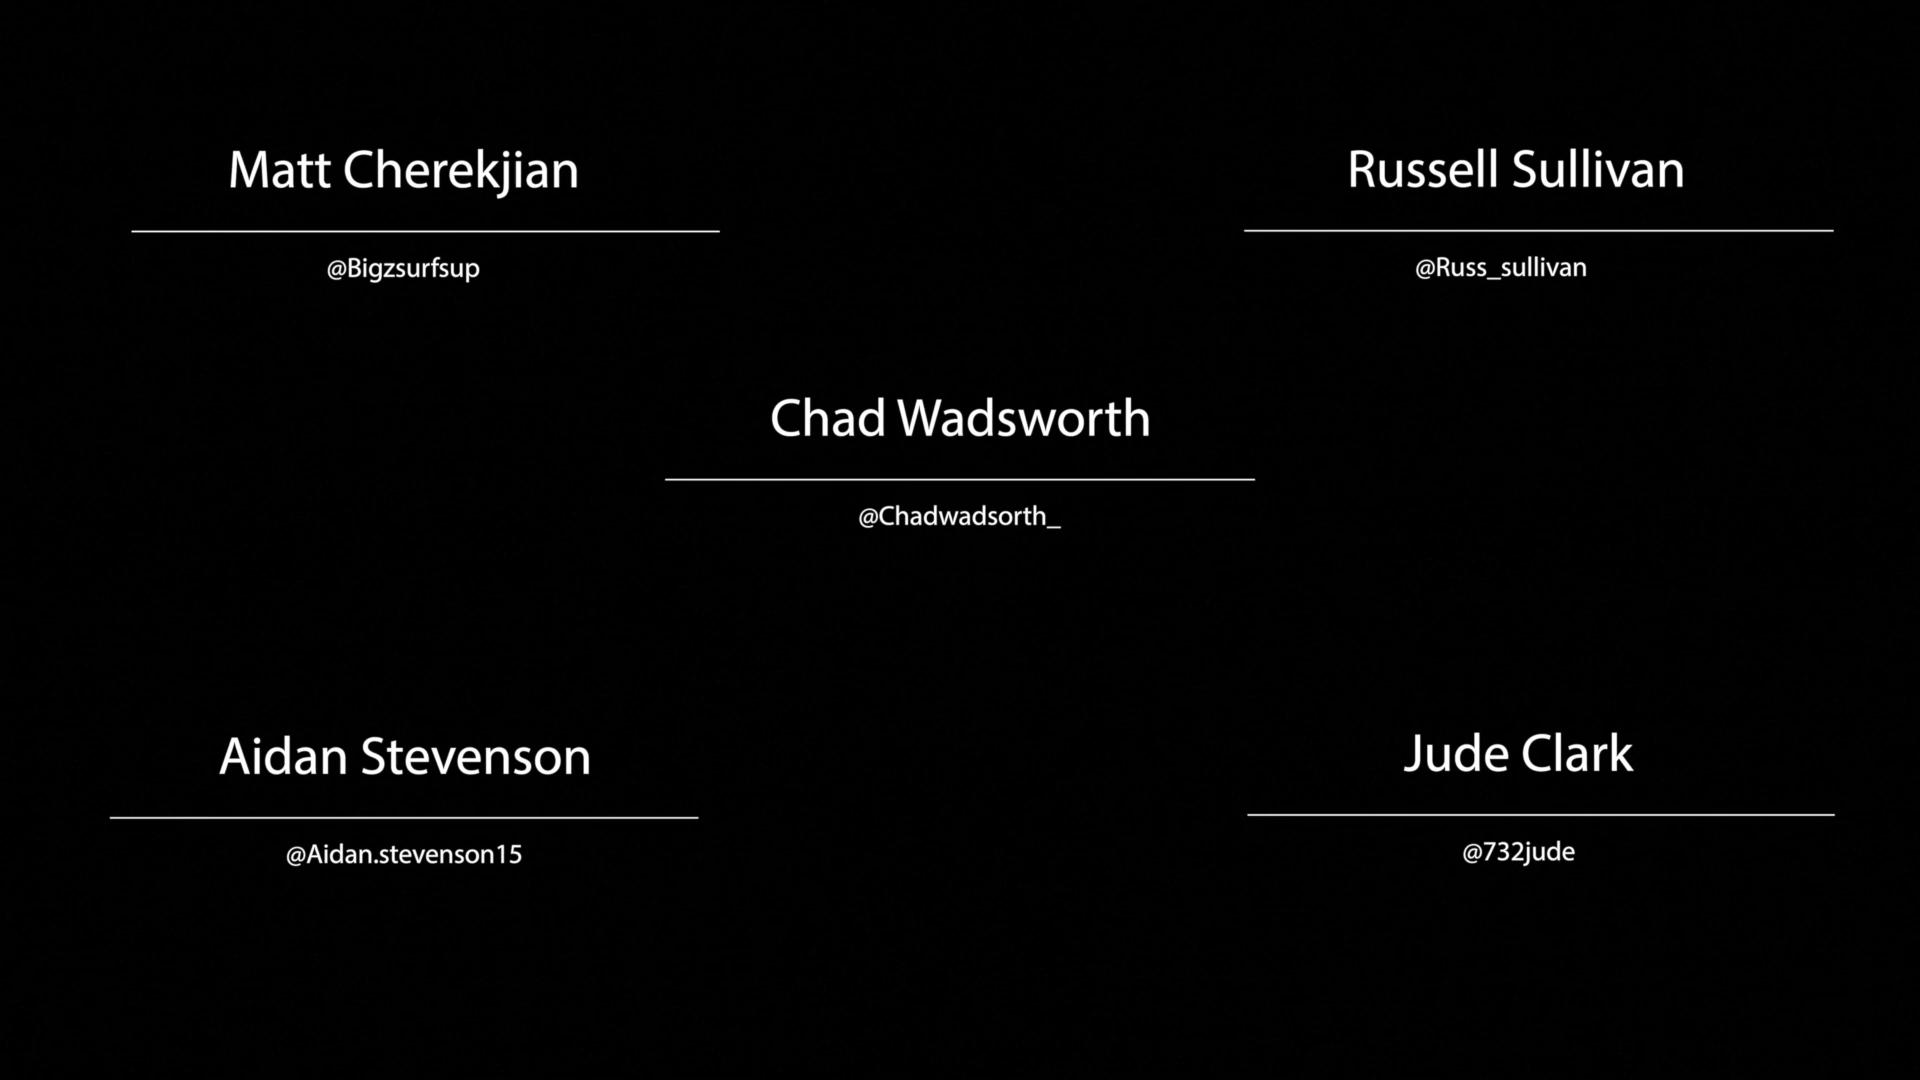 Matt Cherekjian
@Bigzsurfsup
Russell Sullivan
@Russ_sullivan
Chad Wadsworth
@Chadwadsorth_
Aidan Stevenson
@Aidan.stevenson15
Jude Clark
@732jude